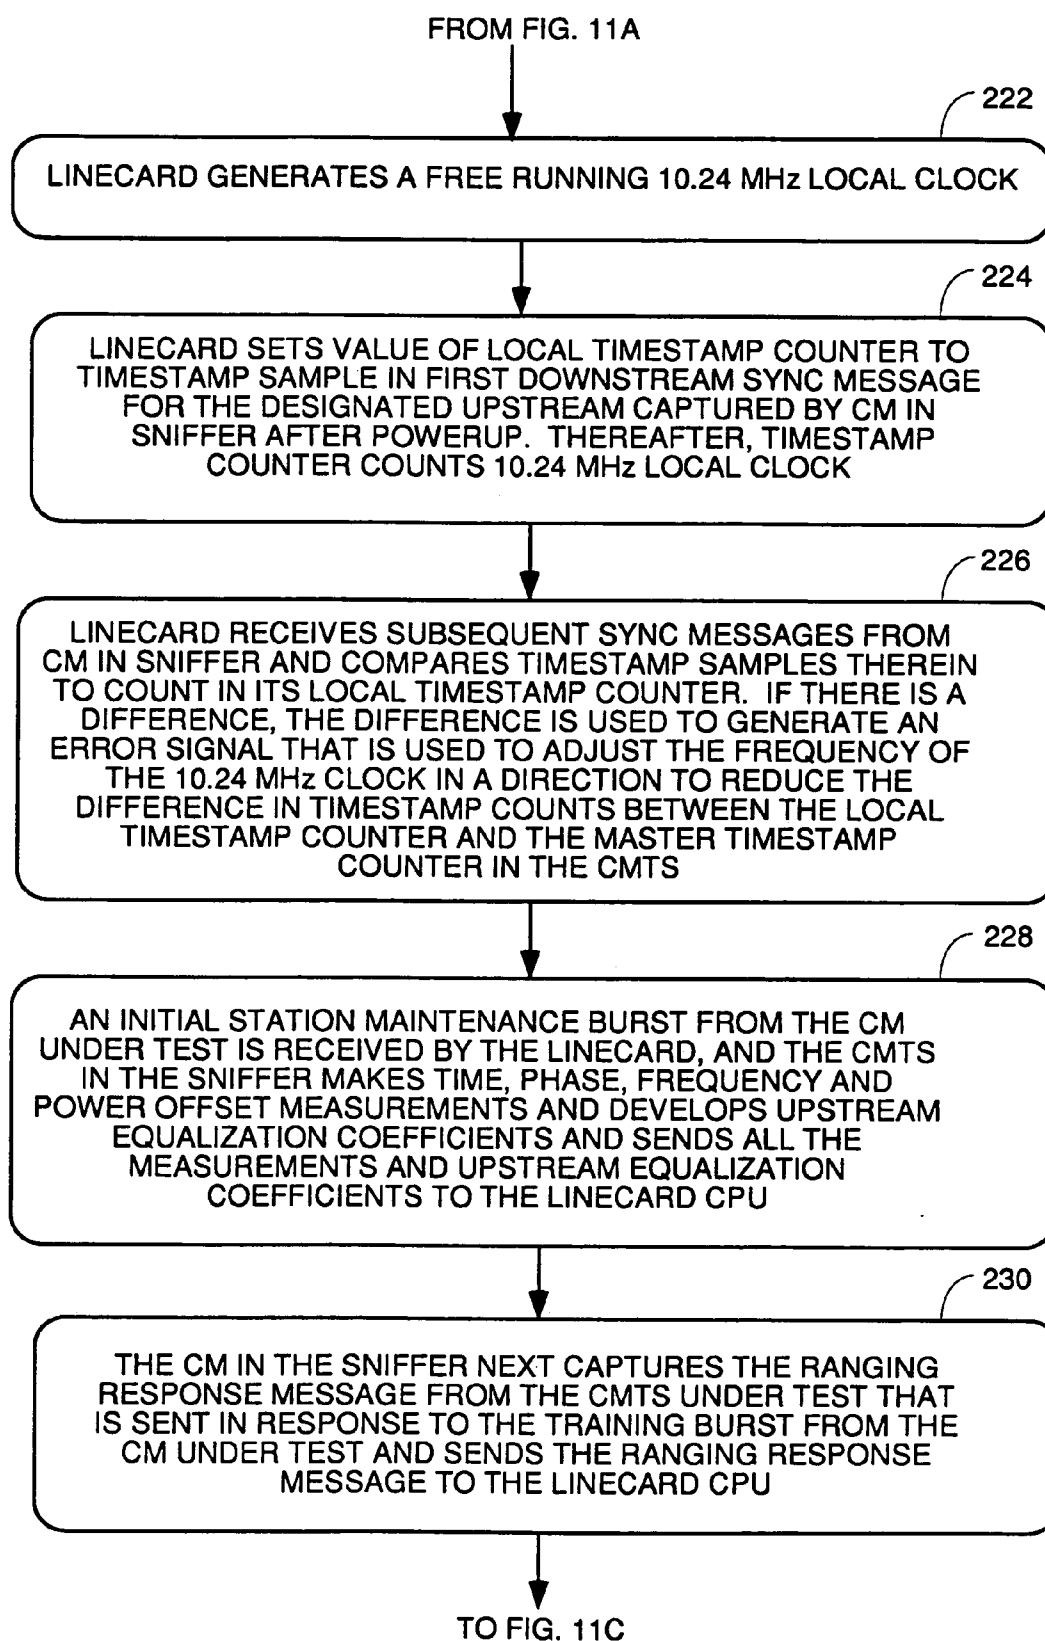 FROM FIG. 11A
222
LINECARD GENERATES A FREE RUNNING 10.24 MHz LOCAL CLOCK
224
LINECARD SETS VALUE OF LOCAL TIMESTAMP COUNTER TO
TIMESTAMP SAMPLE IN FIRST DOWNSTREAM SYNC MESSAGE
FOR THE DESIGNATED UPSTREAM CAPTURED BY CM IN
SNIFFER AFTER POWERUP. THEREAFTER, TIMESTAMP
COUNTER COUNTS 10.24 MHz LOCAL CLOCK
226
LINECARD RECEIVES SUBSEQUENT SYNC MESSAGES FROM
CM IN SNIFFER AND COMPARES TIMESTAMP SAMPLES THEREIN
TO COUNT IN ITS LOCAL TIMESTAMP COUNTER. IF THERE IS A
DIFFERENCE, THE DIFFERENCE IS USED TO GENERATE AN
ERROR SIGNAL THAT IS USED TO ADJUST THE FREQUENCY OF
THE 10.24 MHz CLOCK IN A DIRECTION TO REDUCE THE
DIFFERENCE IN TIMESTAMP COUNTS BETWEEN THE LOCAL
TIMESTAMP COUNTER AND THE MASTER TIMESTAMP
COUNTER IN THE CMTS
228
AN INITIAL STATION MAINTENANCE BURST FROM THE CM
UNDER TEST IS RECEIVED BY THE LINECARD, AND THE CMTS
IN THE SNIFFER MAKES TIME, PHASE, FREQUENCY AND
POWER OFFSET MEASUREMENTS AND DEVELOPS UPSTREAM
EQUALIZATION COEFFICIENTS AND SENDS ALL THE
MEASUREMENTS AND UPSTREAM EQUALIZATION
COEFFICIENTS TO THE LINECARD CPU
230
THE CM IN THE SNIFFER NEXT CAPTURES THE RANGING
RESPONSE MESSAGE FROM THE CMTS UNDER TEST THAT
IS SENT IN RESPONSE TO THE TRAINING BURST FROM THE
CM UNDER TEST AND SENDS THE RANGING RESPONSE
MESSAGE TO THE LINECARD CPU
TO FIG. 11C